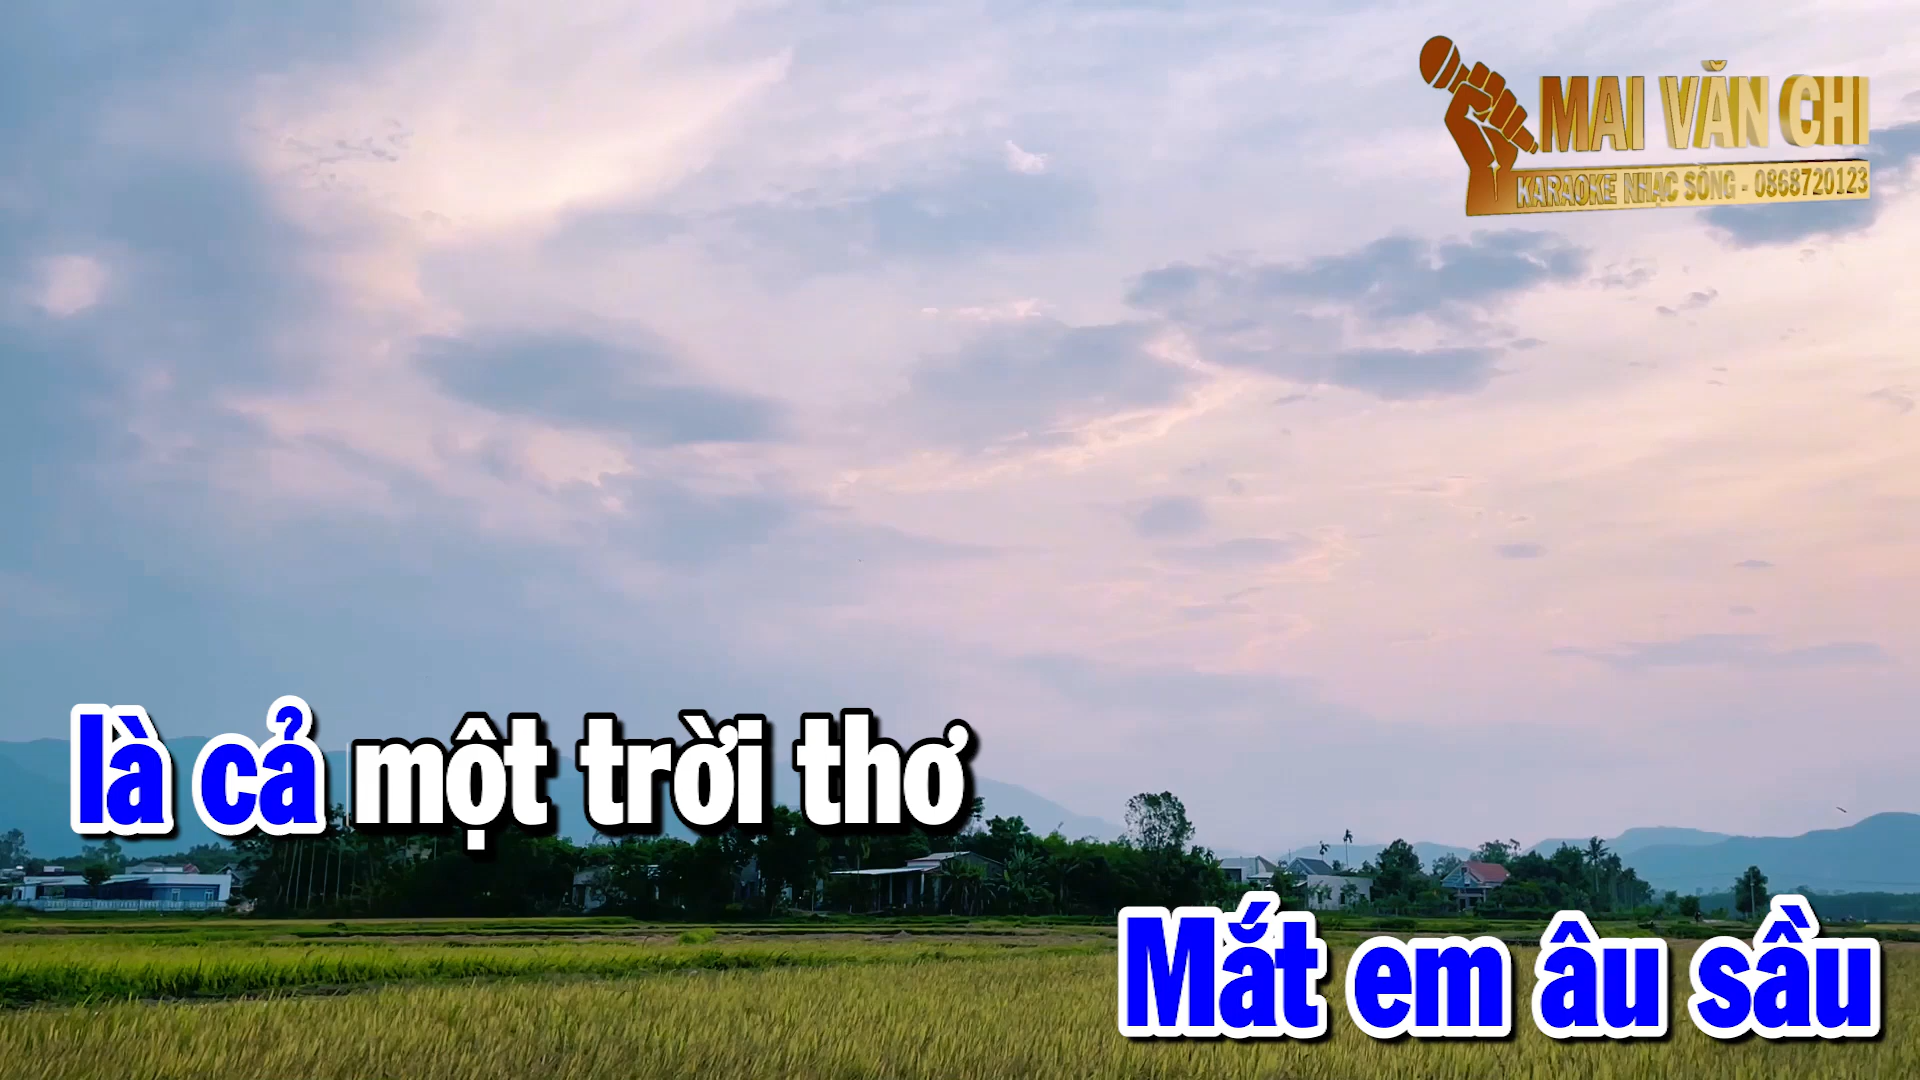 MAI VĂN CHI
KARAOKE NHẠC SỐNG - 0868720123
là cả một trời thơ
Mắt em âu sầu